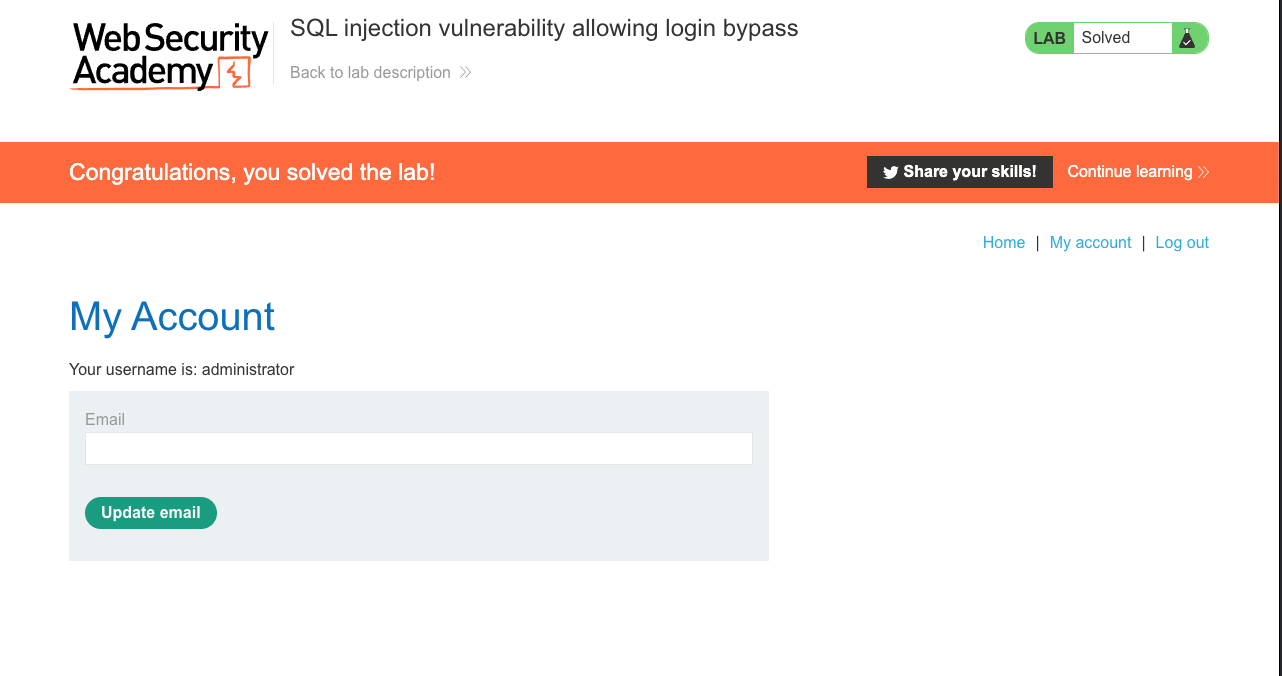 Web Security
Academy
SQL injection vulnerability allowing login bypass
Back to lab description
LAB Solved
Congratulations, you solved the lab!
Share your skills! Continue learning
Home | My account | Log out
My Account
Your username is: administrator
Email
Update email